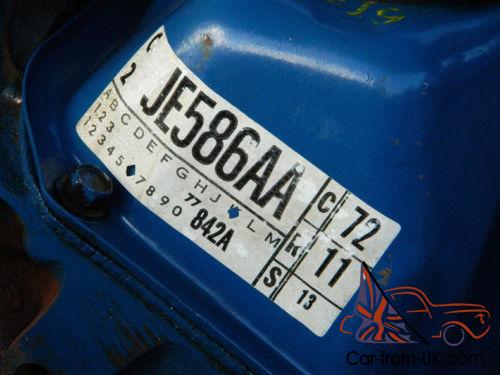 C
2
JE586AA
C 72
A B C D E F G H J ♦ L M
R 11
1 2 3
1 2 3 4 5 ♦ 7 8 9 0
77 842A
S 13
Car-from-UK.com